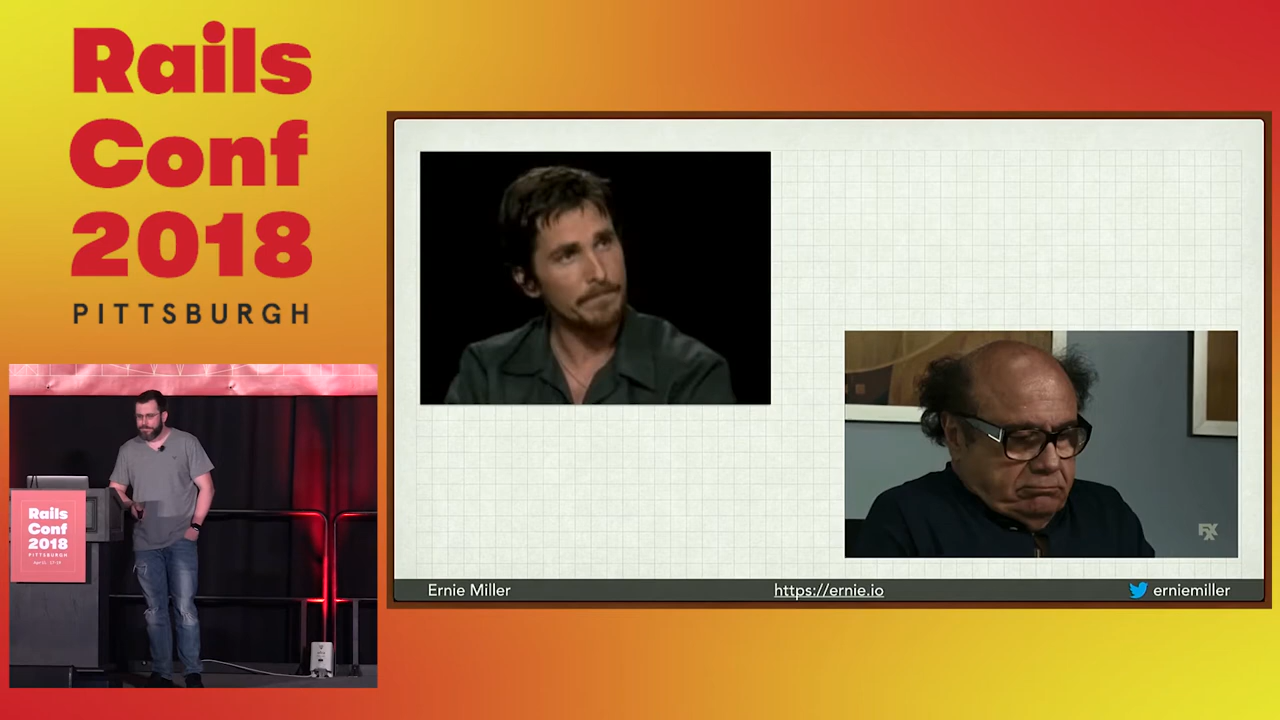 Rails
Conf
2018
PITTSBURGH
Rails
Conf
2018
PITTSBURGH
FX
Ernie Miller
https://ernie.io
erniemiller